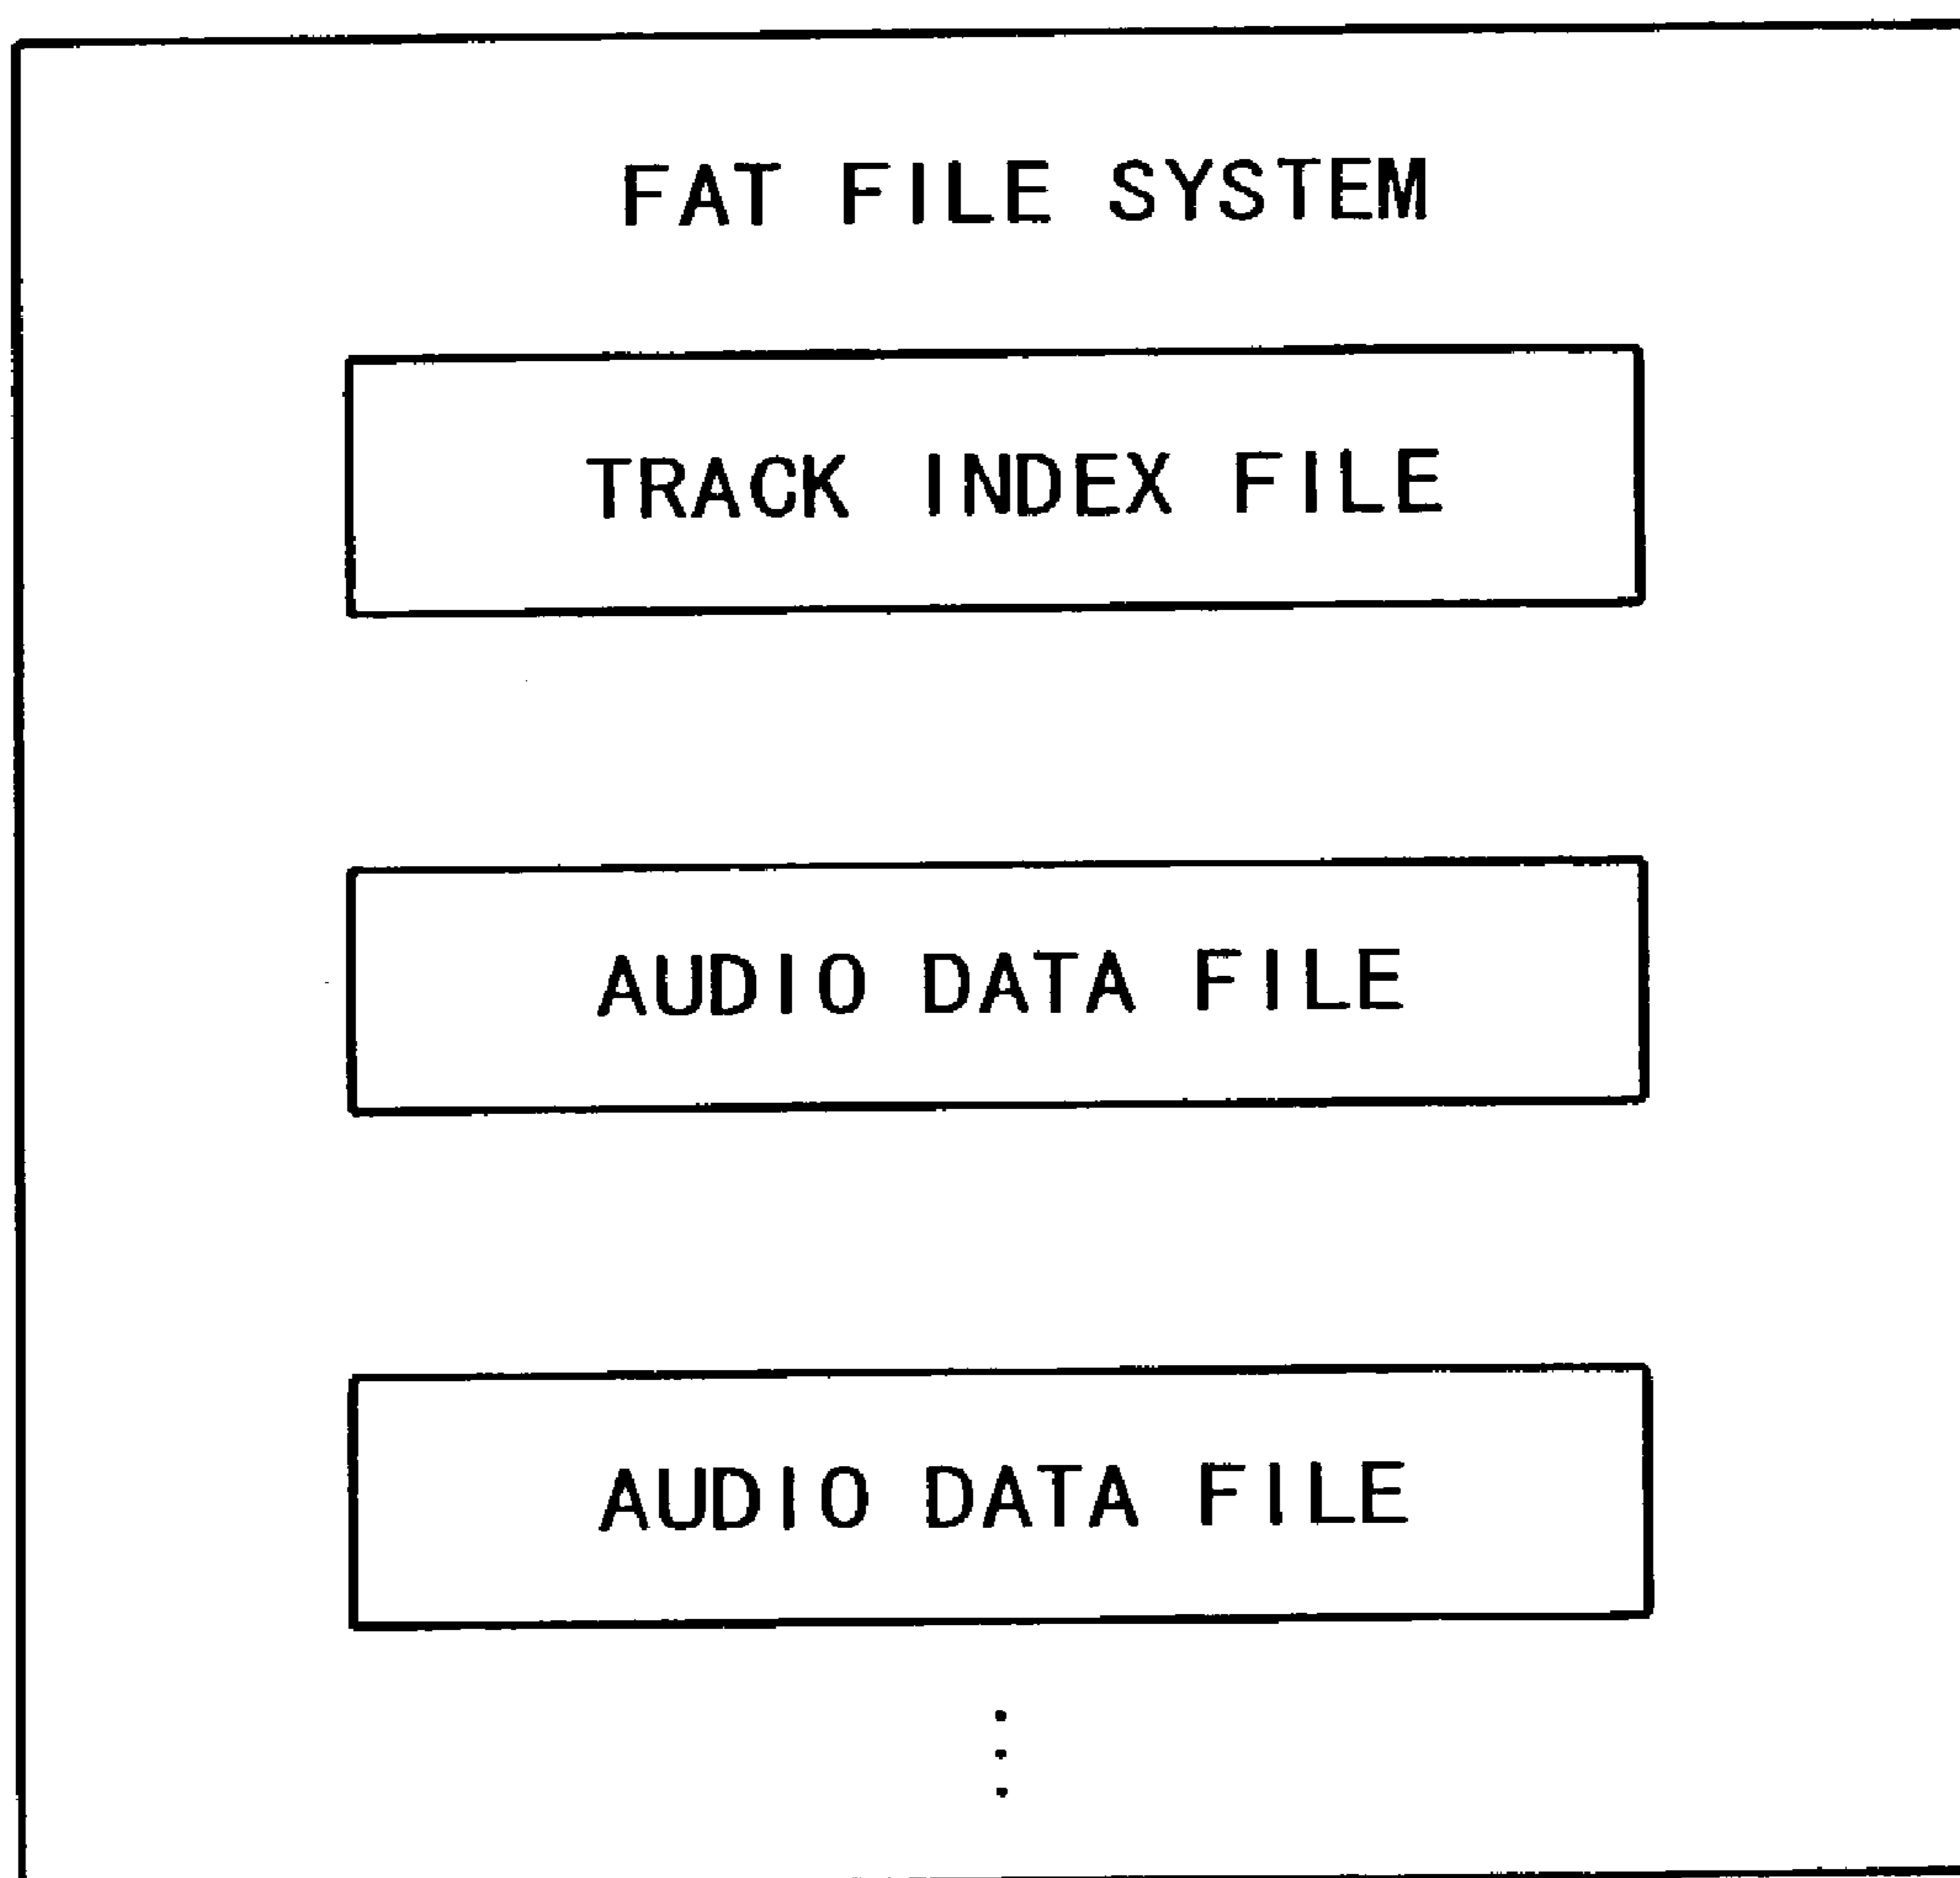 FAT FILE SYSTEM
TRACK INDEX FILE
AUDIO DATA FILE
AUDIO DATA FILE